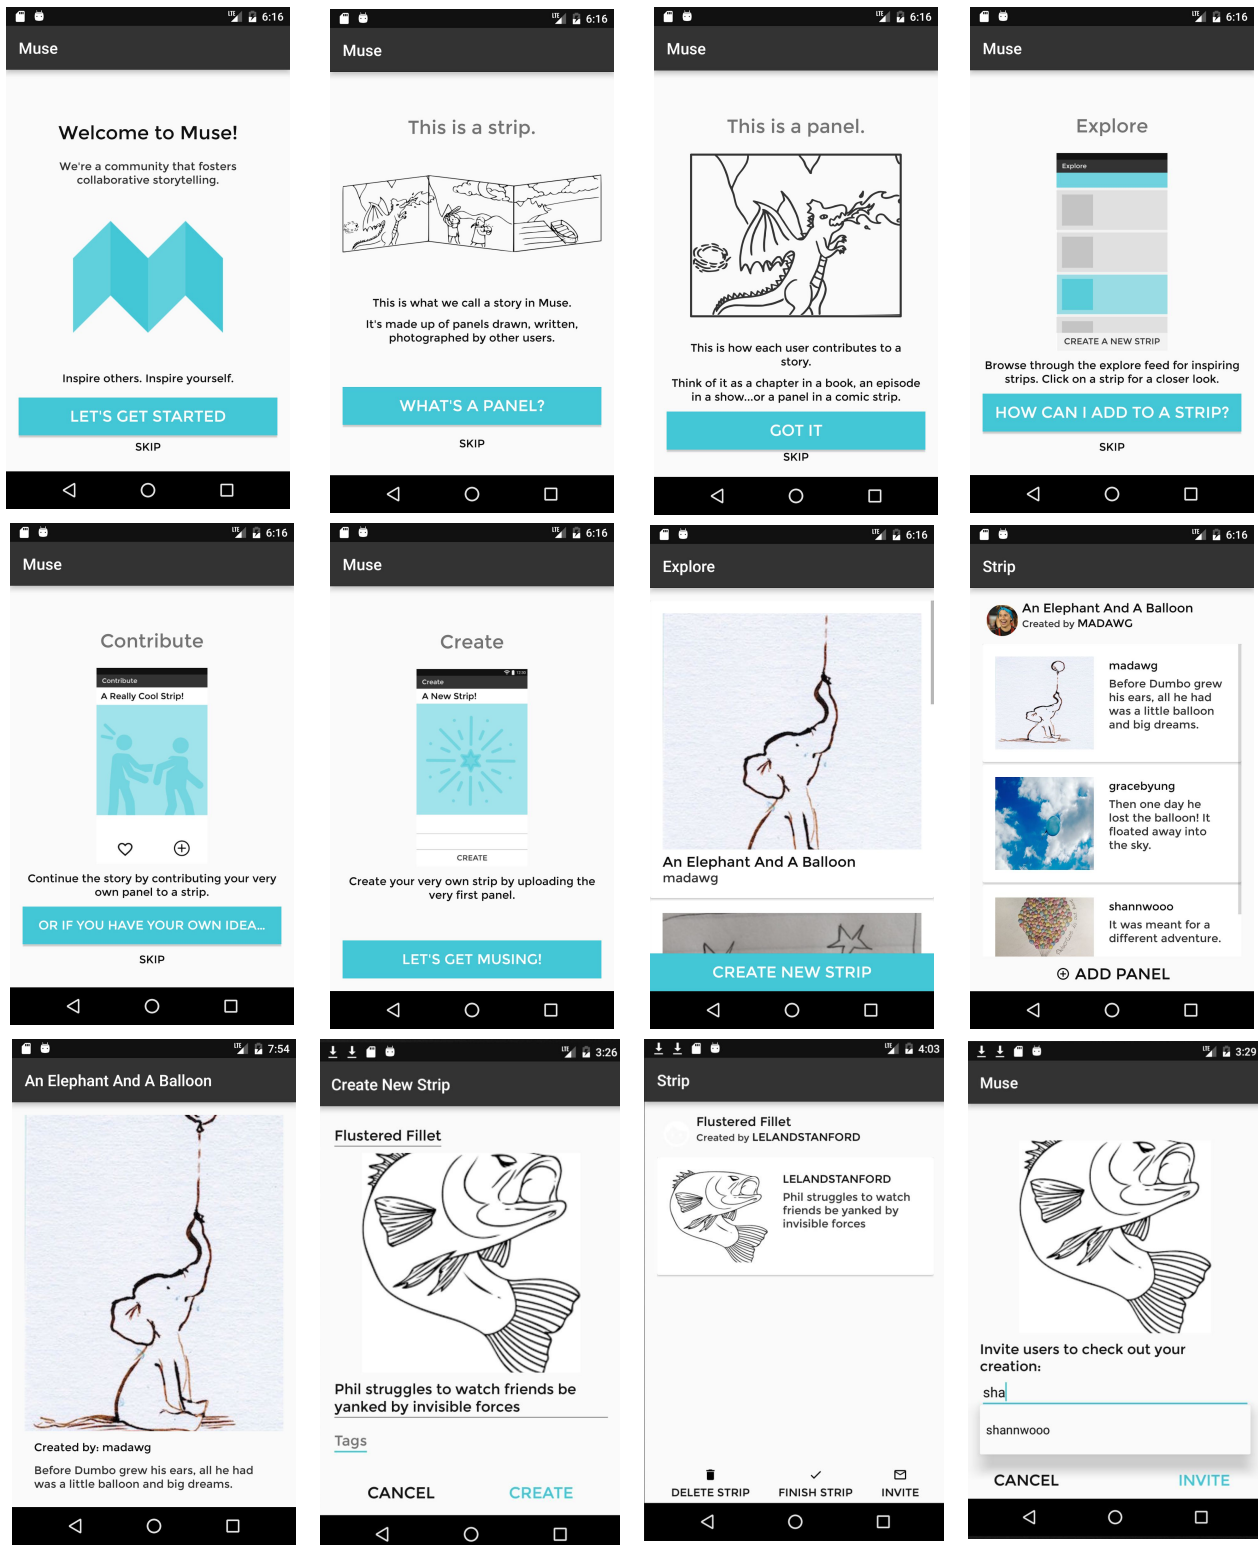 LTE 6:16
Muse
Welcome to Muse!
We're a community that fosters
collaborative storytelling.
Inspire others. Inspire yourself.
LET'S GET STARTED
SKIP
LTE 6:16
Muse
This is a strip.
This is what we call a story in Muse.
It's made up of panels drawn, written,
photographed by other users.
WHAT'S A PANEL?
SKIP
LTE 6:16
Muse
This is a panel.
This is how each user contributes to a
story.
Think of it as a chapter in a book, an episode
in a show...or a panel in a comic strip.
GOT IT
SKIP
LTE 6:16
Muse
Explore
Explore
CREATE A NEW STRIP
Browse through the explore feed for inspiring
strips. Click on a strip for a closer look.
HOW CAN I ADD TO A STRIP?
SKIP
LTE 6:16
Muse
Contribute
Contribute
A Really Cool Strip!
Continue the story by contributing your very
own panel to a strip.
OR IF YOU HAVE YOUR OWN IDEA...
SKIP
LTE 6:16
Muse
Create
Create
A New Strip!
CREATE
Create your very own strip by uploading the
very first panel.
LET'S GET MUSING!
LTE 6:16
Explore
An Elephant And A Balloon
madawg
CREATE NEW STRIP
LTE 6:16
Strip
An Elephant And A Balloon
Created by MADAWG
madawg
Before Dumbo grew
his ears, all he had
was a little balloon
and big dreams.
gracebyung
Then one day he
lost the balloon! It
floated away into
the sky.
shannwooo
It was meant for a
different adventure.
ADD PANEL
LTE 7:54
An Elephant And A Balloon
Created by: madawg
Before Dumbo grew his ears, all he had
was a little balloon and big dreams.
LTE 3:26
Create New Strip
Flustered Fillet
Phil struggles to watch friends be
yanked by invisible forces
Tags
CANCEL CREATE
LTE 4:03
Strip
Flustered Fillet
Created by LELANDSTANFORD
LELANDSTANFORD
Phil struggles to watch
friends be yanked by
invisible forces
DELETE STRIP FINISH STRIP INVITE
LTE 3:29
Muse
Invite users to check out your
creation:
sha
shannwooo
CANCEL INVITE